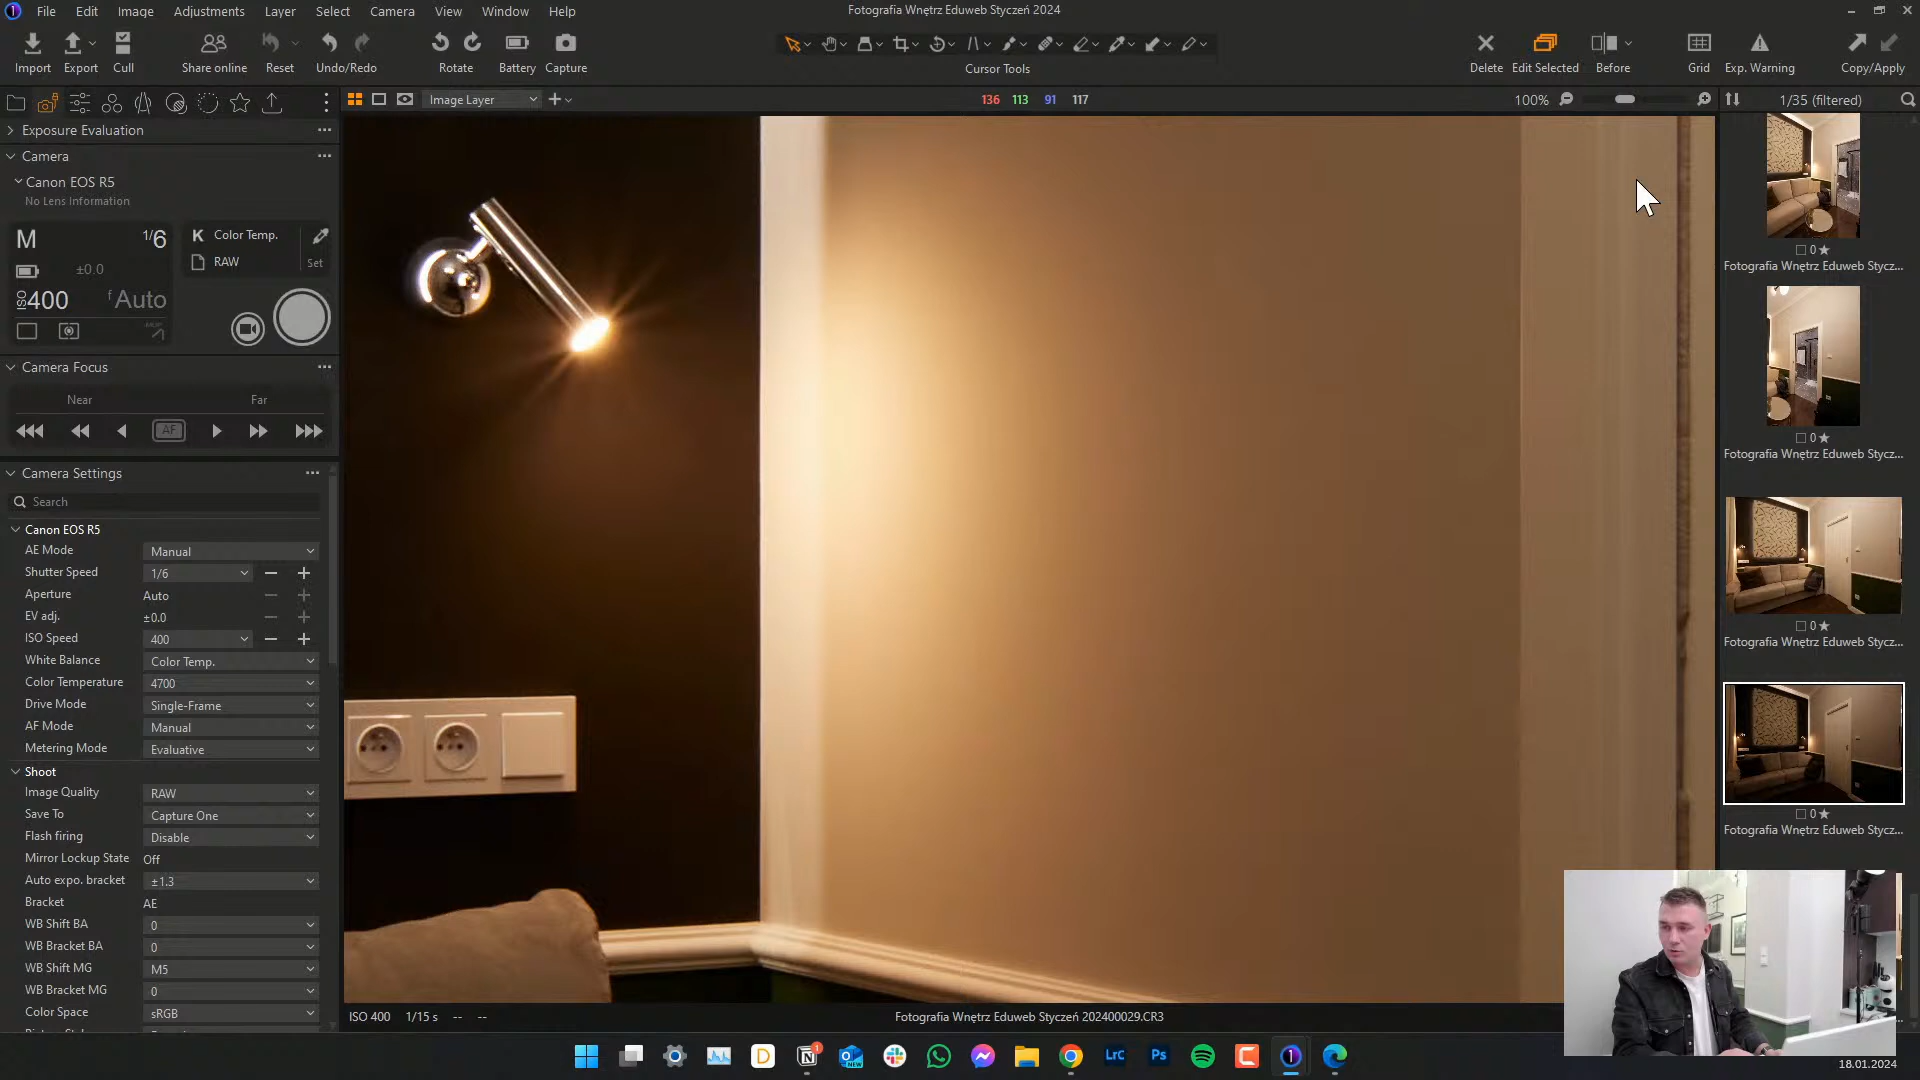 File Edit Image Adjustments Layer Select Camera View Window Help
Fotografia Wnętrz Eduweb Styczeń 2024
Import Export Cull Share online Reset Undo/Redo Rotate Battery Capture
Cursor Tools
Delete Edit Selected Before Grid Exp. Warning Copy/Apply
Image Layer
136 113 91 117
100%
1/35 (filtered)
Exposure Evaluation
Camera
Canon EOS R5
No Lens Information
M 1/6
K Color Temp.
±0.0
RAW
Set
ISO 400 f Auto
Camera Focus
Near Far
AF
Camera Settings
Search
Canon EOS R5
AE Mode Manual
Shutter Speed 1/6
Aperture Auto
EV adj. ±0.0
ISO Speed 400
White Balance Color Temp.
Color Temperature 4700
Drive Mode Single-Frame
AF Mode Manual
Metering Mode Evaluative
Shoot
Image Quality RAW
Save To Capture One
Flash firing Disable
Mirror Lockup State Off
Auto expo. bracket ±1.3
Bracket AE
WB Shift BA 0
WB Bracket BA 0
WB Shift MG M5
WB Bracket MG 0
Color Space sRGB
0
Fotografia Wnętrz Eduweb Stycz...
0
Fotografia Wnętrz Eduweb Stycz...
0
Fotografia Wnętrz Eduweb Stycz...
0
Fotografia Wnętrz Eduweb Stycz...
ISO 400 1/15 s -- --
Fotografia Wnętrz Eduweb Styczeń 202400029.CR3
D N 1 NEW LrC Ps C 1
18.01.2024